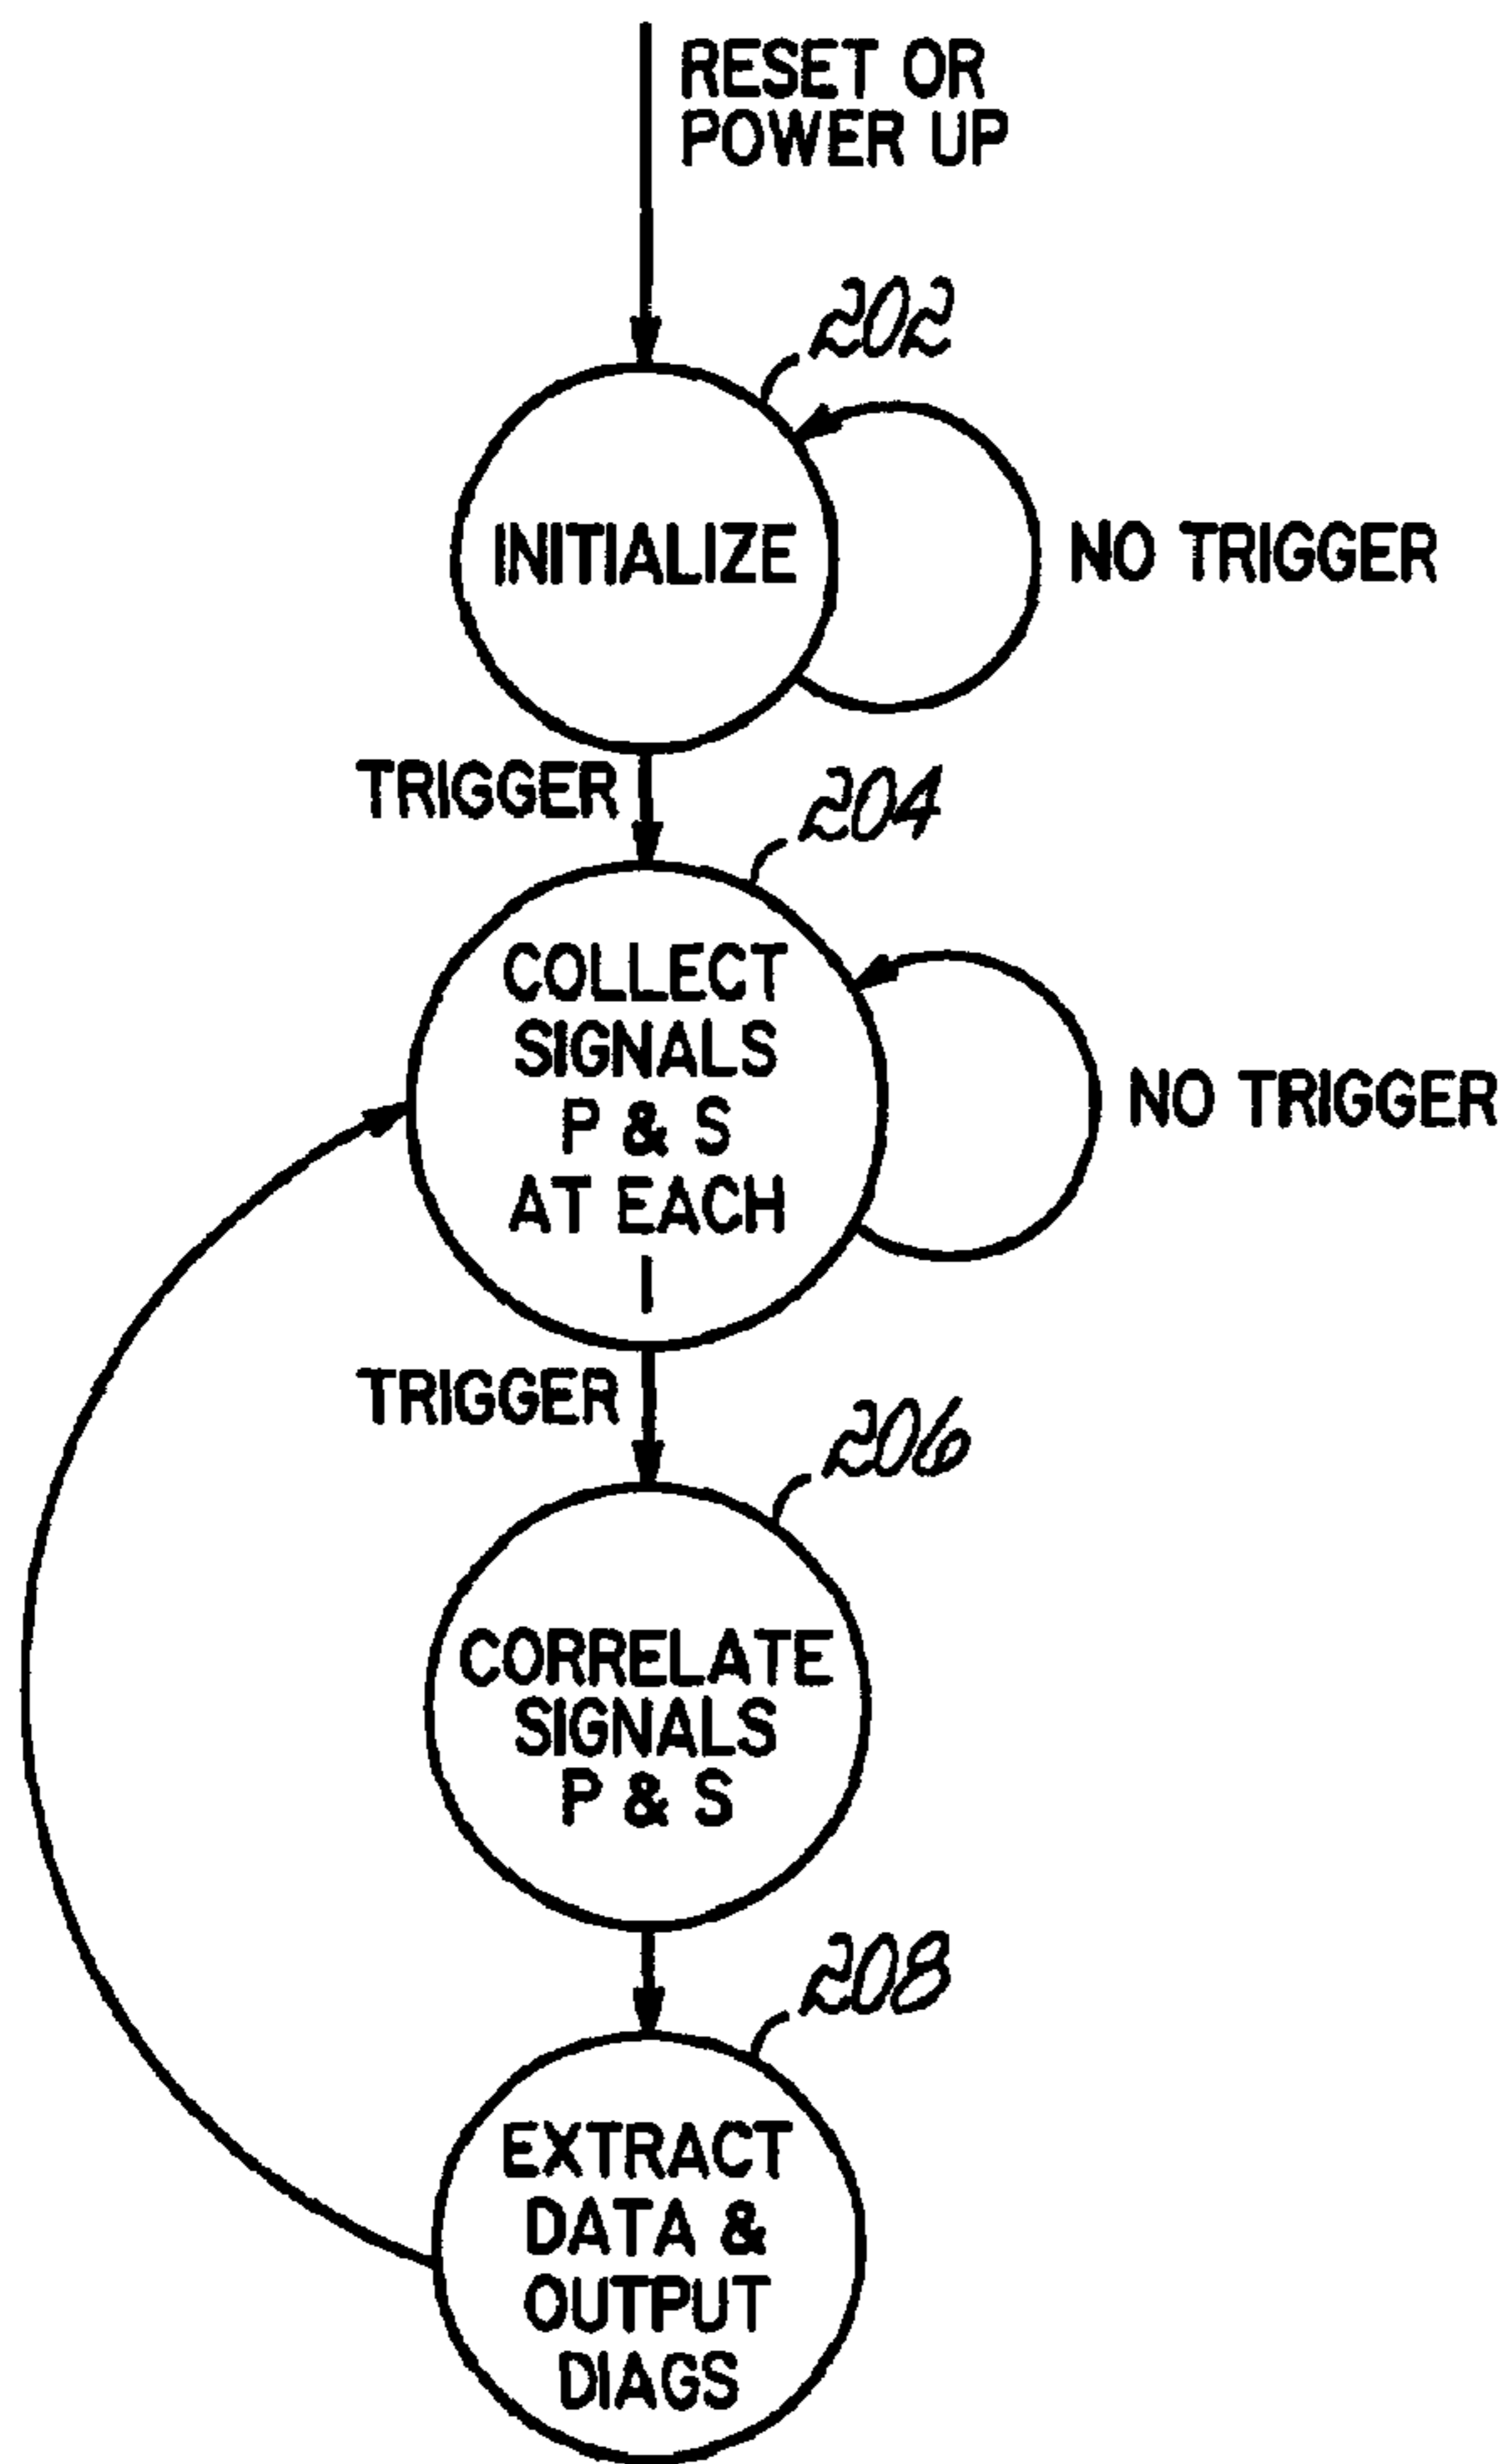 RESET OR
POWER UP
202
INITIALIZE
NO TRIGGER
TRIGGER
204
COLLECT
SIGNALS
P & S
AT EACH
I
NO TRIGGER
TRIGGER
206
CORRELATE
SIGNALS
P & S
208
EXTRACT
DATA &
OUTPUT
DIAGS